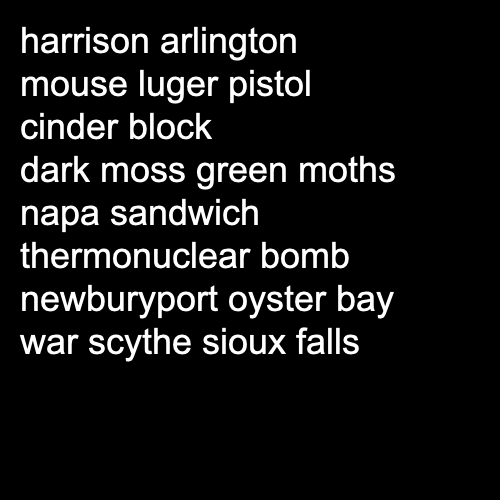 harrison arlington
mouse luger pistol
cinder block
dark moss green moths
napa sandwich
thermonuclear bomb
newburyport oyster bay
war scythe sioux falls